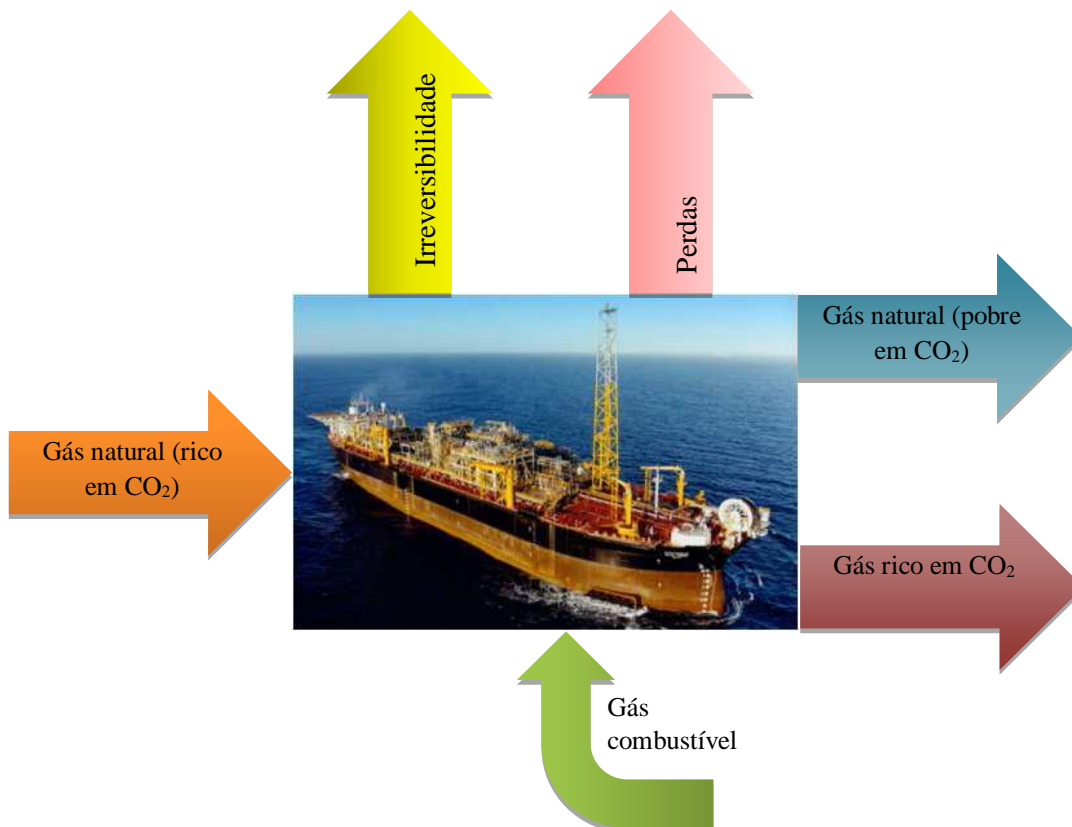 Irreversibilidade
Perdas
Gás natural (pobre
em CO₂)
Gás natural (rico
em CO₂)
Gás rico em CO₂
Gás
combustível